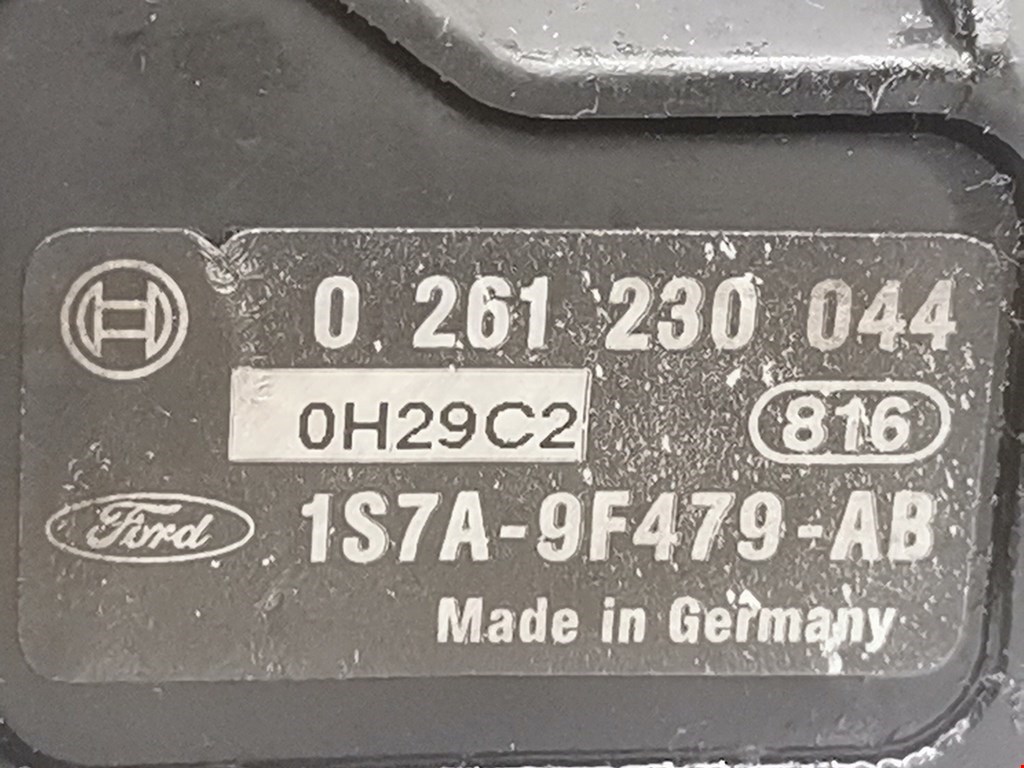 0 261 230 044
0H29C2 816
Ford 1S7A-9F479-AB
Made in Germany